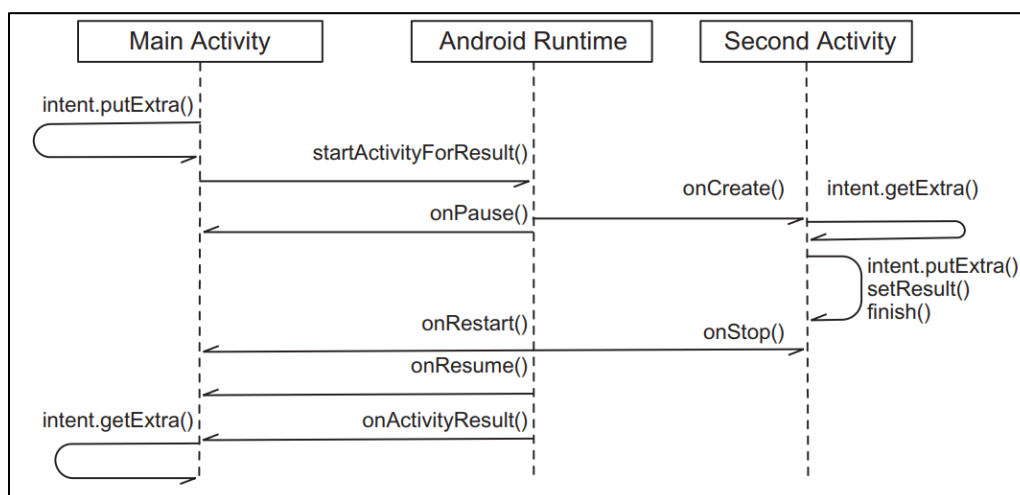 Main Activity
Android Runtime
Second Activity
intent.putExtra()
startActivityForResult()
onCreate()
intent.getExtra()
onPause()
intent.putExtra()
setResult()
finish()
onRestart()
onStop()
onResume()
intent.getExtra()
onActivityResult()